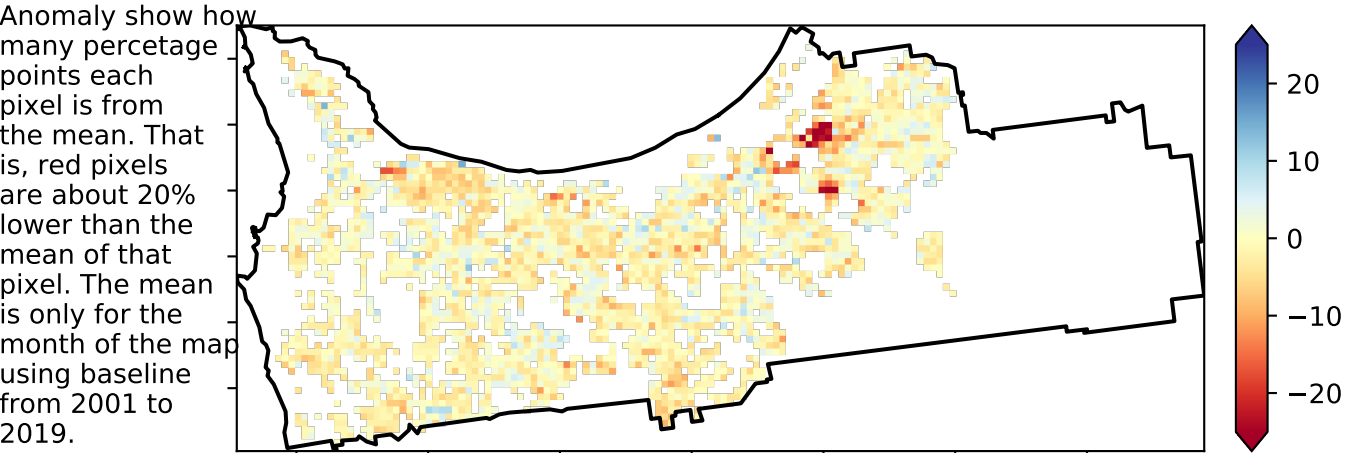 Anomaly show how
many percetage
points each
pixel is from
the mean. That
is, red pixels
are about 20%
lower than the
mean of that
pixel. The mean
is only for the
month of the map
using baseline
from 2001 to
2019.
20
10
0
−10
−20